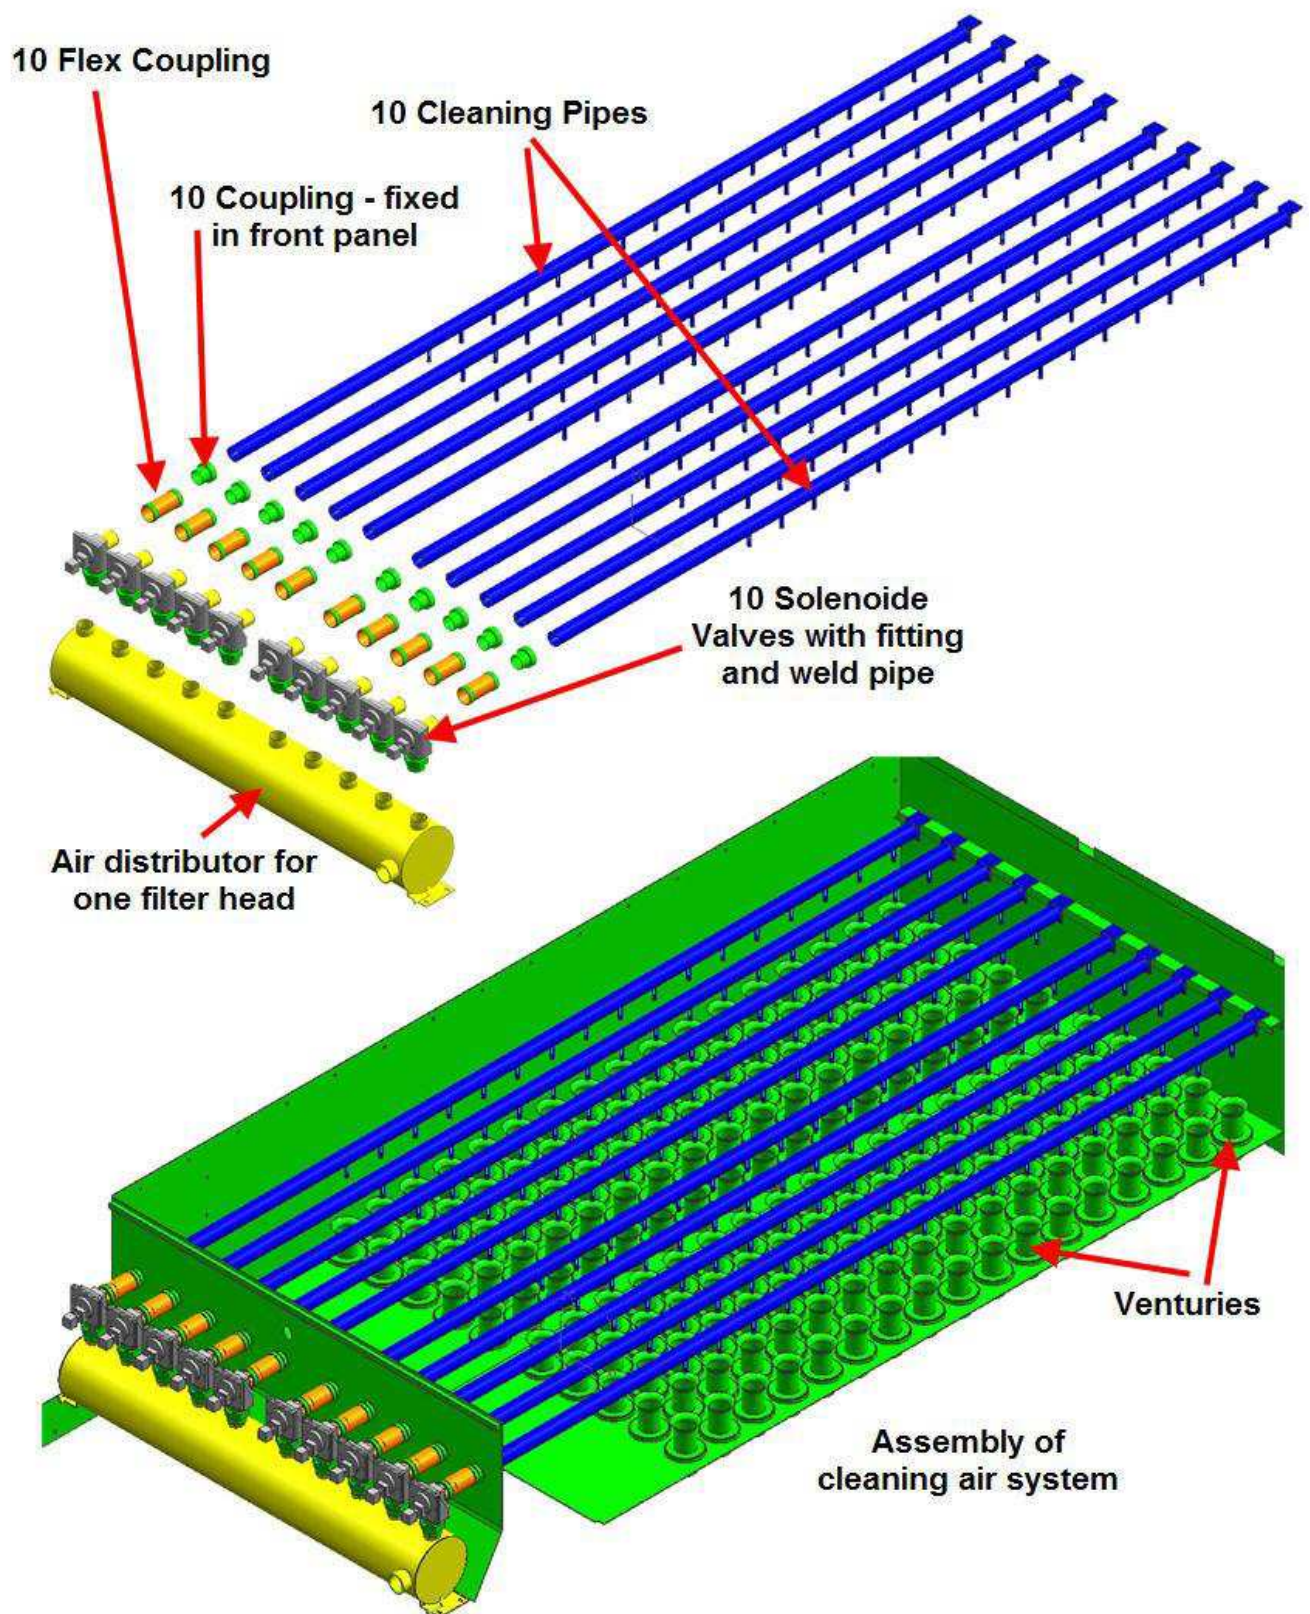 10 Flex Coupling
10 Cleaning Pipes
10 Coupling - fixed
in front panel
10 Solenoide
Valves with fitting
and weld pipe
Air distributor for
one filter head
Venturies
Assembly of
cleaning air system